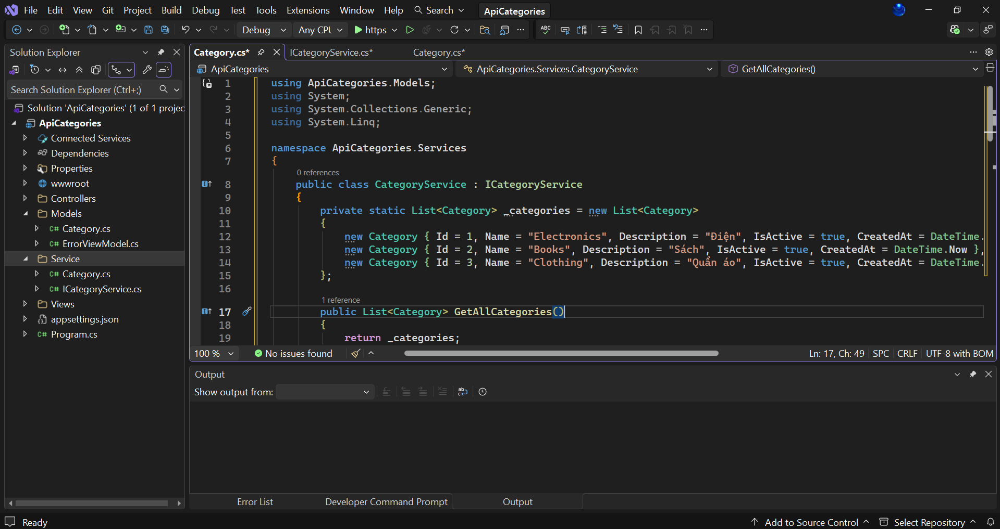 File Edit View Git Project Build Debug Test Tools Extensions Window Help Search ApiCategories
Debug Any CPU https
Solution Explorer
Search Solution Explorer (Ctrl+;)
Solution 'ApiCategories' (1 of 1 projec
ApiCategories
Connected Services
Dependencies
Properties
wwwroot
Controllers
Models
C# Category.cs
C# ErrorViewModel.cs
Service
C# Category.cs
C# ICategoryService.cs
Views
appsettings.json
C# Program.cs
Category.cs* ICategoryService.cs* Category.cs*
ApiCategories ApiCategories.Services.CategoryService GetAllCategories()
1 using ApiCategories.Models;
2 using System;
3 using System.Collections.Generic;
4 using System.Linq;
5
6 namespace ApiCategories.Services
7 {
0 references
8 public class CategoryService : ICategoryService
9 {
10 private static List<Category> _categories = new List<Category>
11 {
12 new Category { Id = 1, Name = "Electronics", Description = "Điện", IsActive = true, CreatedAt = DateTime.
13 new Category { Id = 2, Name = "Books", Description = "Sách", IsActive = true, CreatedAt = DateTime.Now },
14 new Category { Id = 3, Name = "Clothing", Description = "Quần áo", IsActive = true, CreatedAt = DateTime.
15 };
16
1 reference
17 public List<Category> GetAllCategories()
18 {
19 return _categories;
100 % No issues found Ln: 17, Ch: 49 SPC CRLF UTF-8 with BOM
Output
Show output from:
Error List Developer Command Prompt Output
Ready Add to Source Control Select Repository